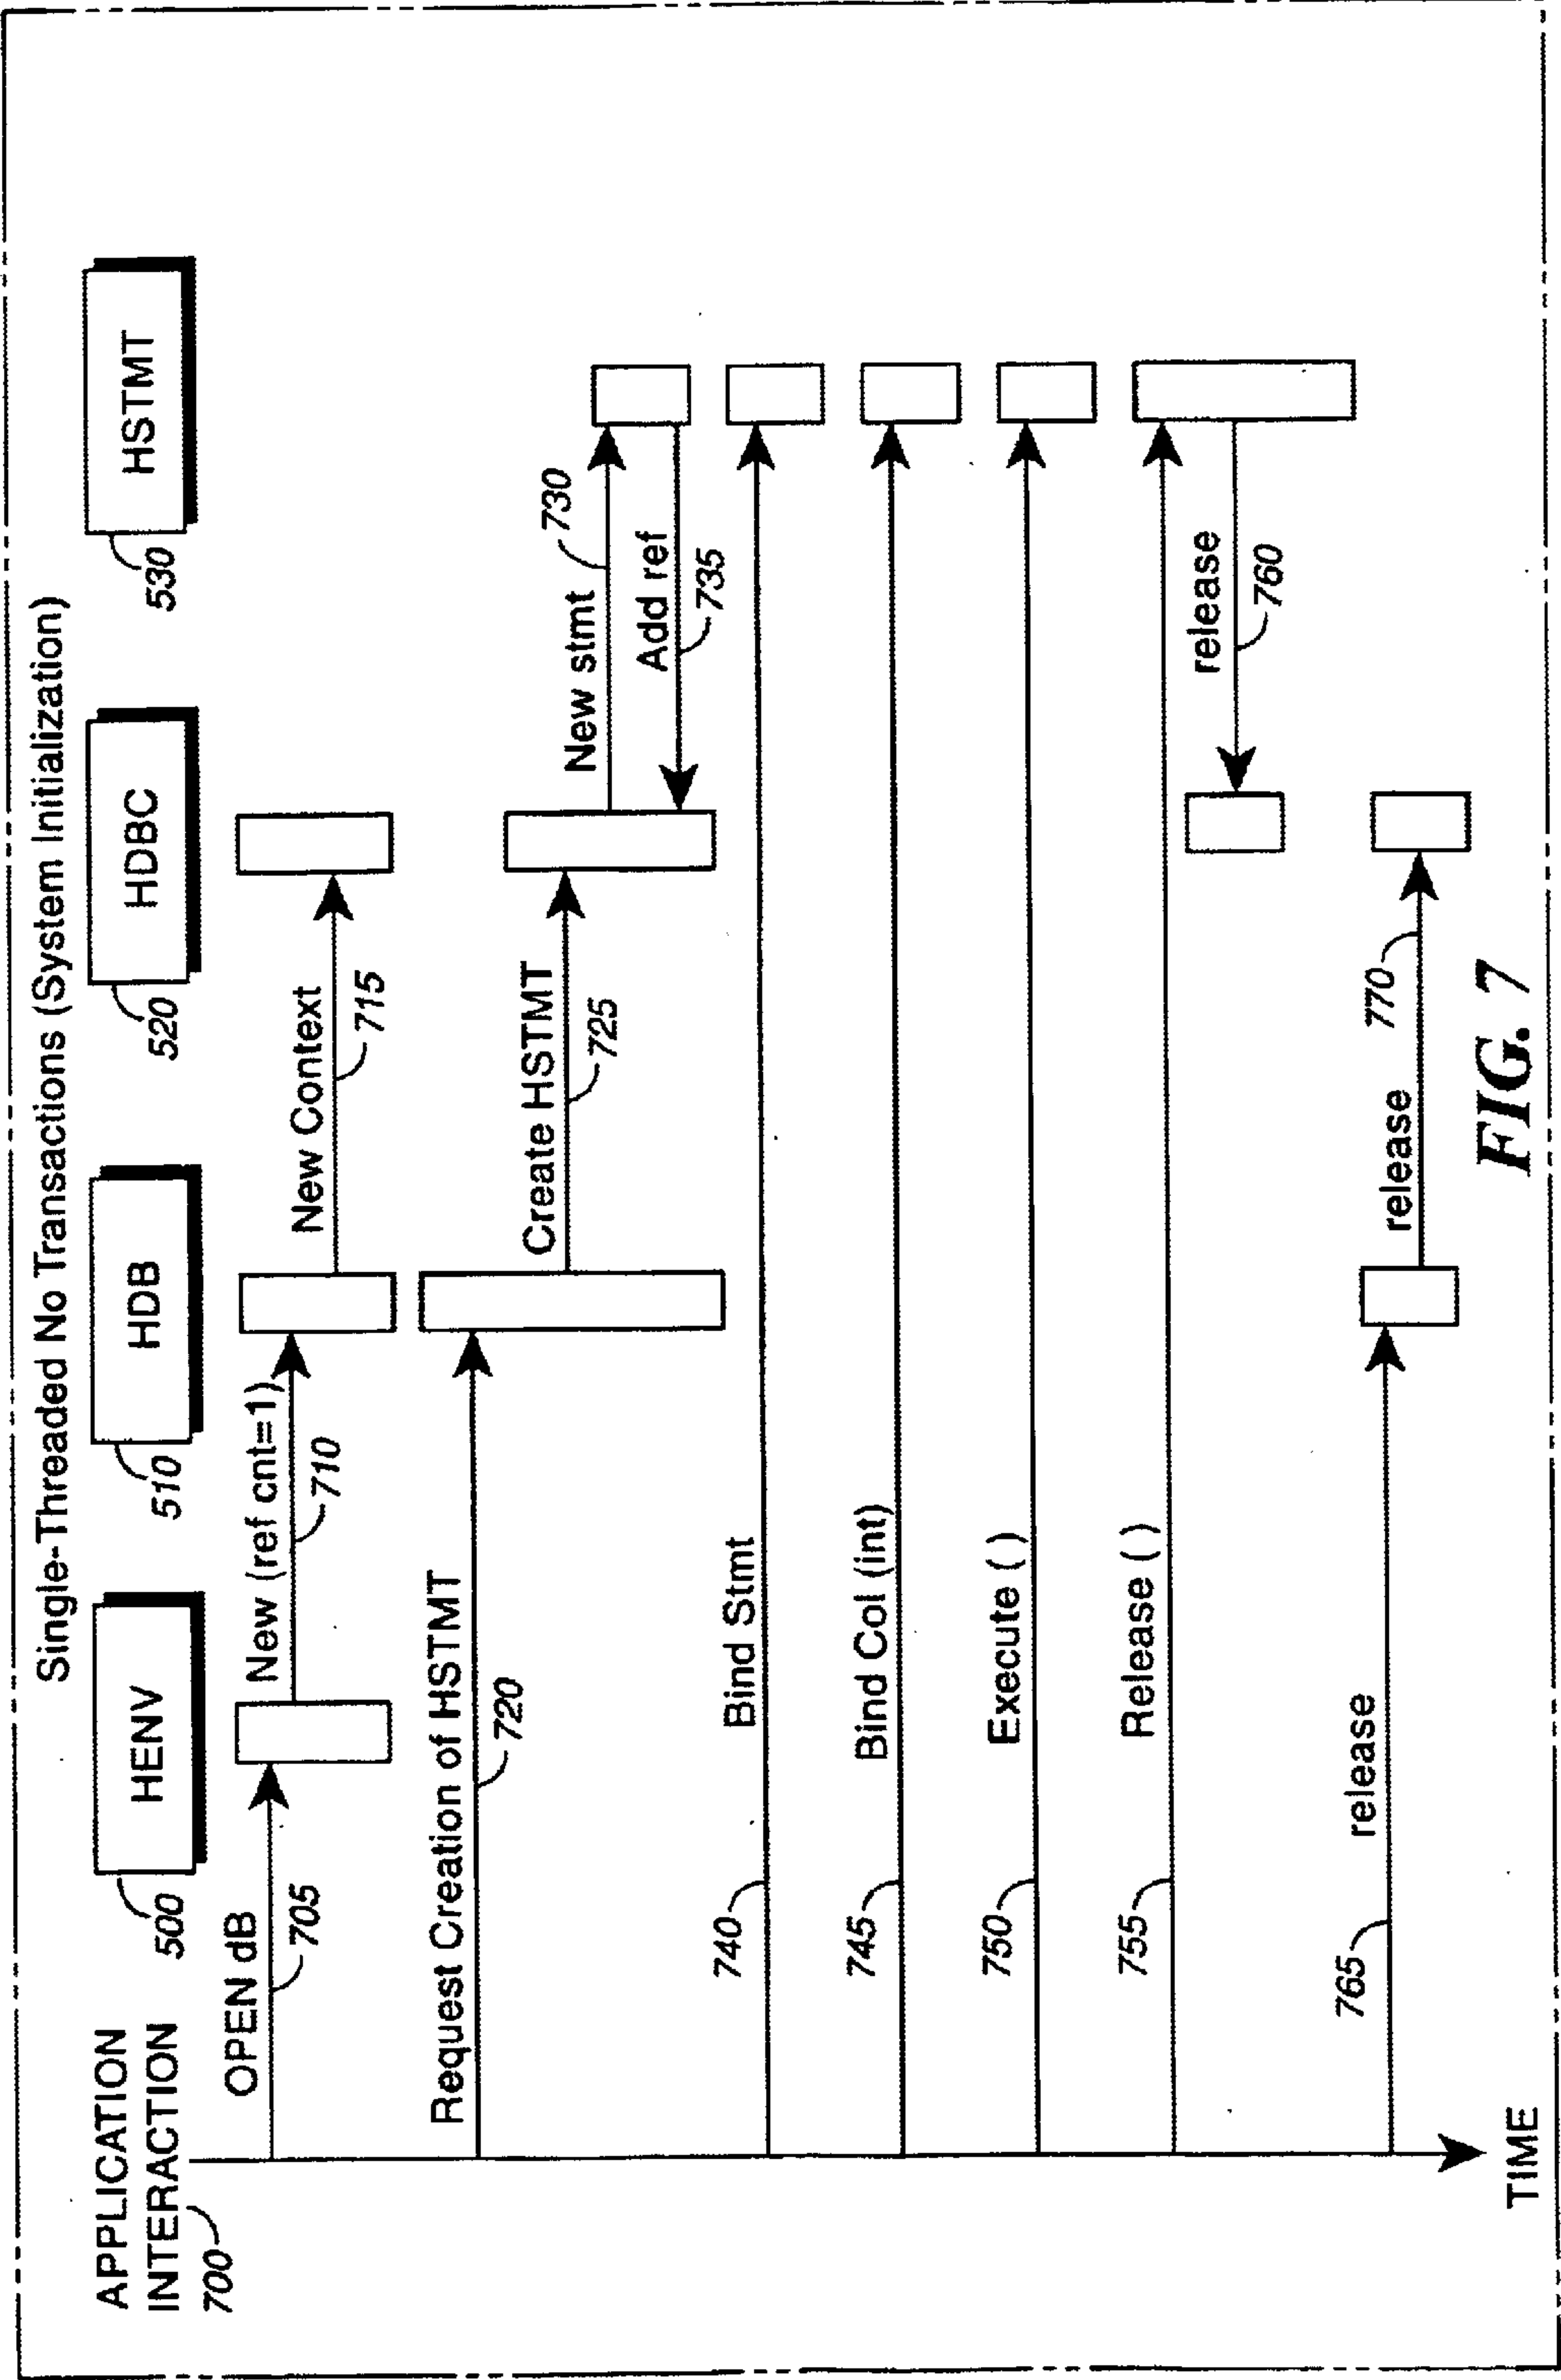 Single-Threaded No Transactions (System Initialization)
APPLICATION
INTERACTION
700
HENV
500
HDB
510
HDBC
520
HSTMT
530
OPEN dB
705
New (ref cnt=1)
710
New Context
715
Request Creation of HSTMT
720
Create HSTMT
725
New stmt
730
Add ref
735
Bind Stmt
740
Bind Col (int)
745
Execute ( )
750
Release ( )
755
release
760
release
765
release
770
TIME
FIG. 7